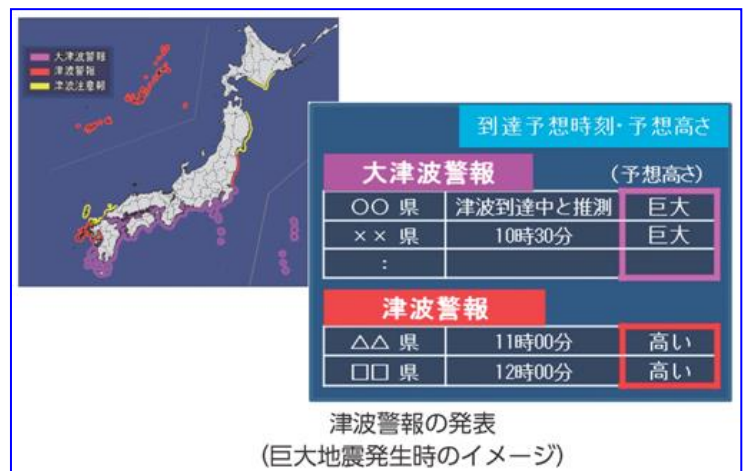 大津波警報
津波警報
津波注意報
到達予想時刻・予想高さ
大津波警報 (予想高さ)
〇〇 県 津波到達中と推測 巨大
×× 県 10時30分 巨大
:
津波警報
△△ 県 11時00分 高い
□□ 県 12時00分 高い
津波警報の発表
(巨大地震発生時のイメージ)